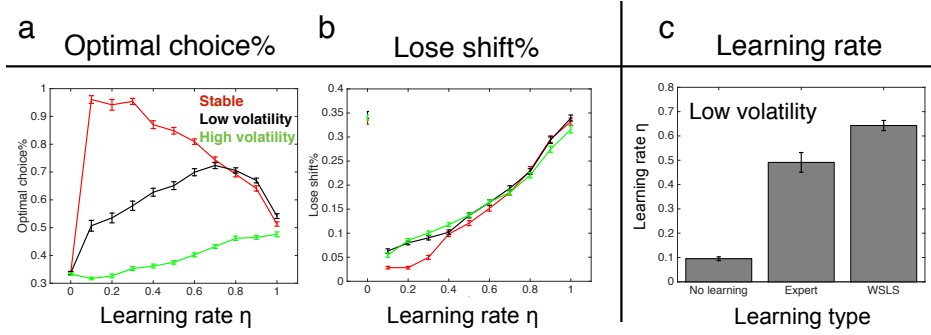 a
Optimal choice%
b
Lose shift%
c
Learning rate
Optimal choice%
1
0.9
0.8
0.7
0.6
0.5
0.4
0.3
0
0.2
0.4
0.6
0.8
1
Stable
Low volatility
High volatility
Learning rate η
Lose shift%
0.4
0.35
0.3
0.25
0.2
0.15
0.1
0.05
0
0
0.2
0.4
0.6
0.8
1
Learning rate η
Learning rate η
0.8
0.7
0.6
0.5
0.4
0.3
0.2
0.1
0
Low volatility
No learning
Expert
WSLS
Learning type